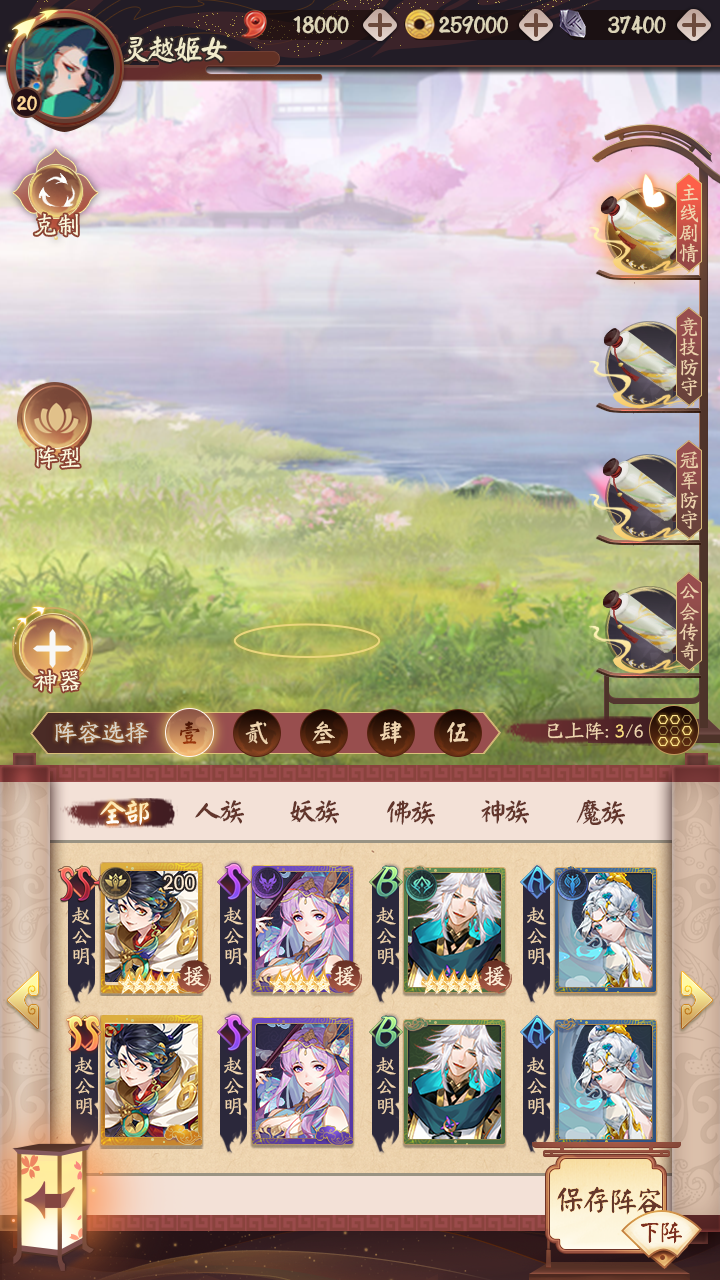 灵越姬女
18000
259000
37400
20
克制
主线剧情
竞技防守
阵型
冠军防守
公会传奇
神器
阵容选择 壹 贰 叁 肆 伍
已上阵: 3/6
全部 人族 妖族 佛族 神族 魔族
SS 赵公明 200 援
S 赵公明 援
B 赵公明 援
A 赵公明
SS 赵公明
S 赵公明
B 赵公明
A 赵公明
保存阵容
下阵